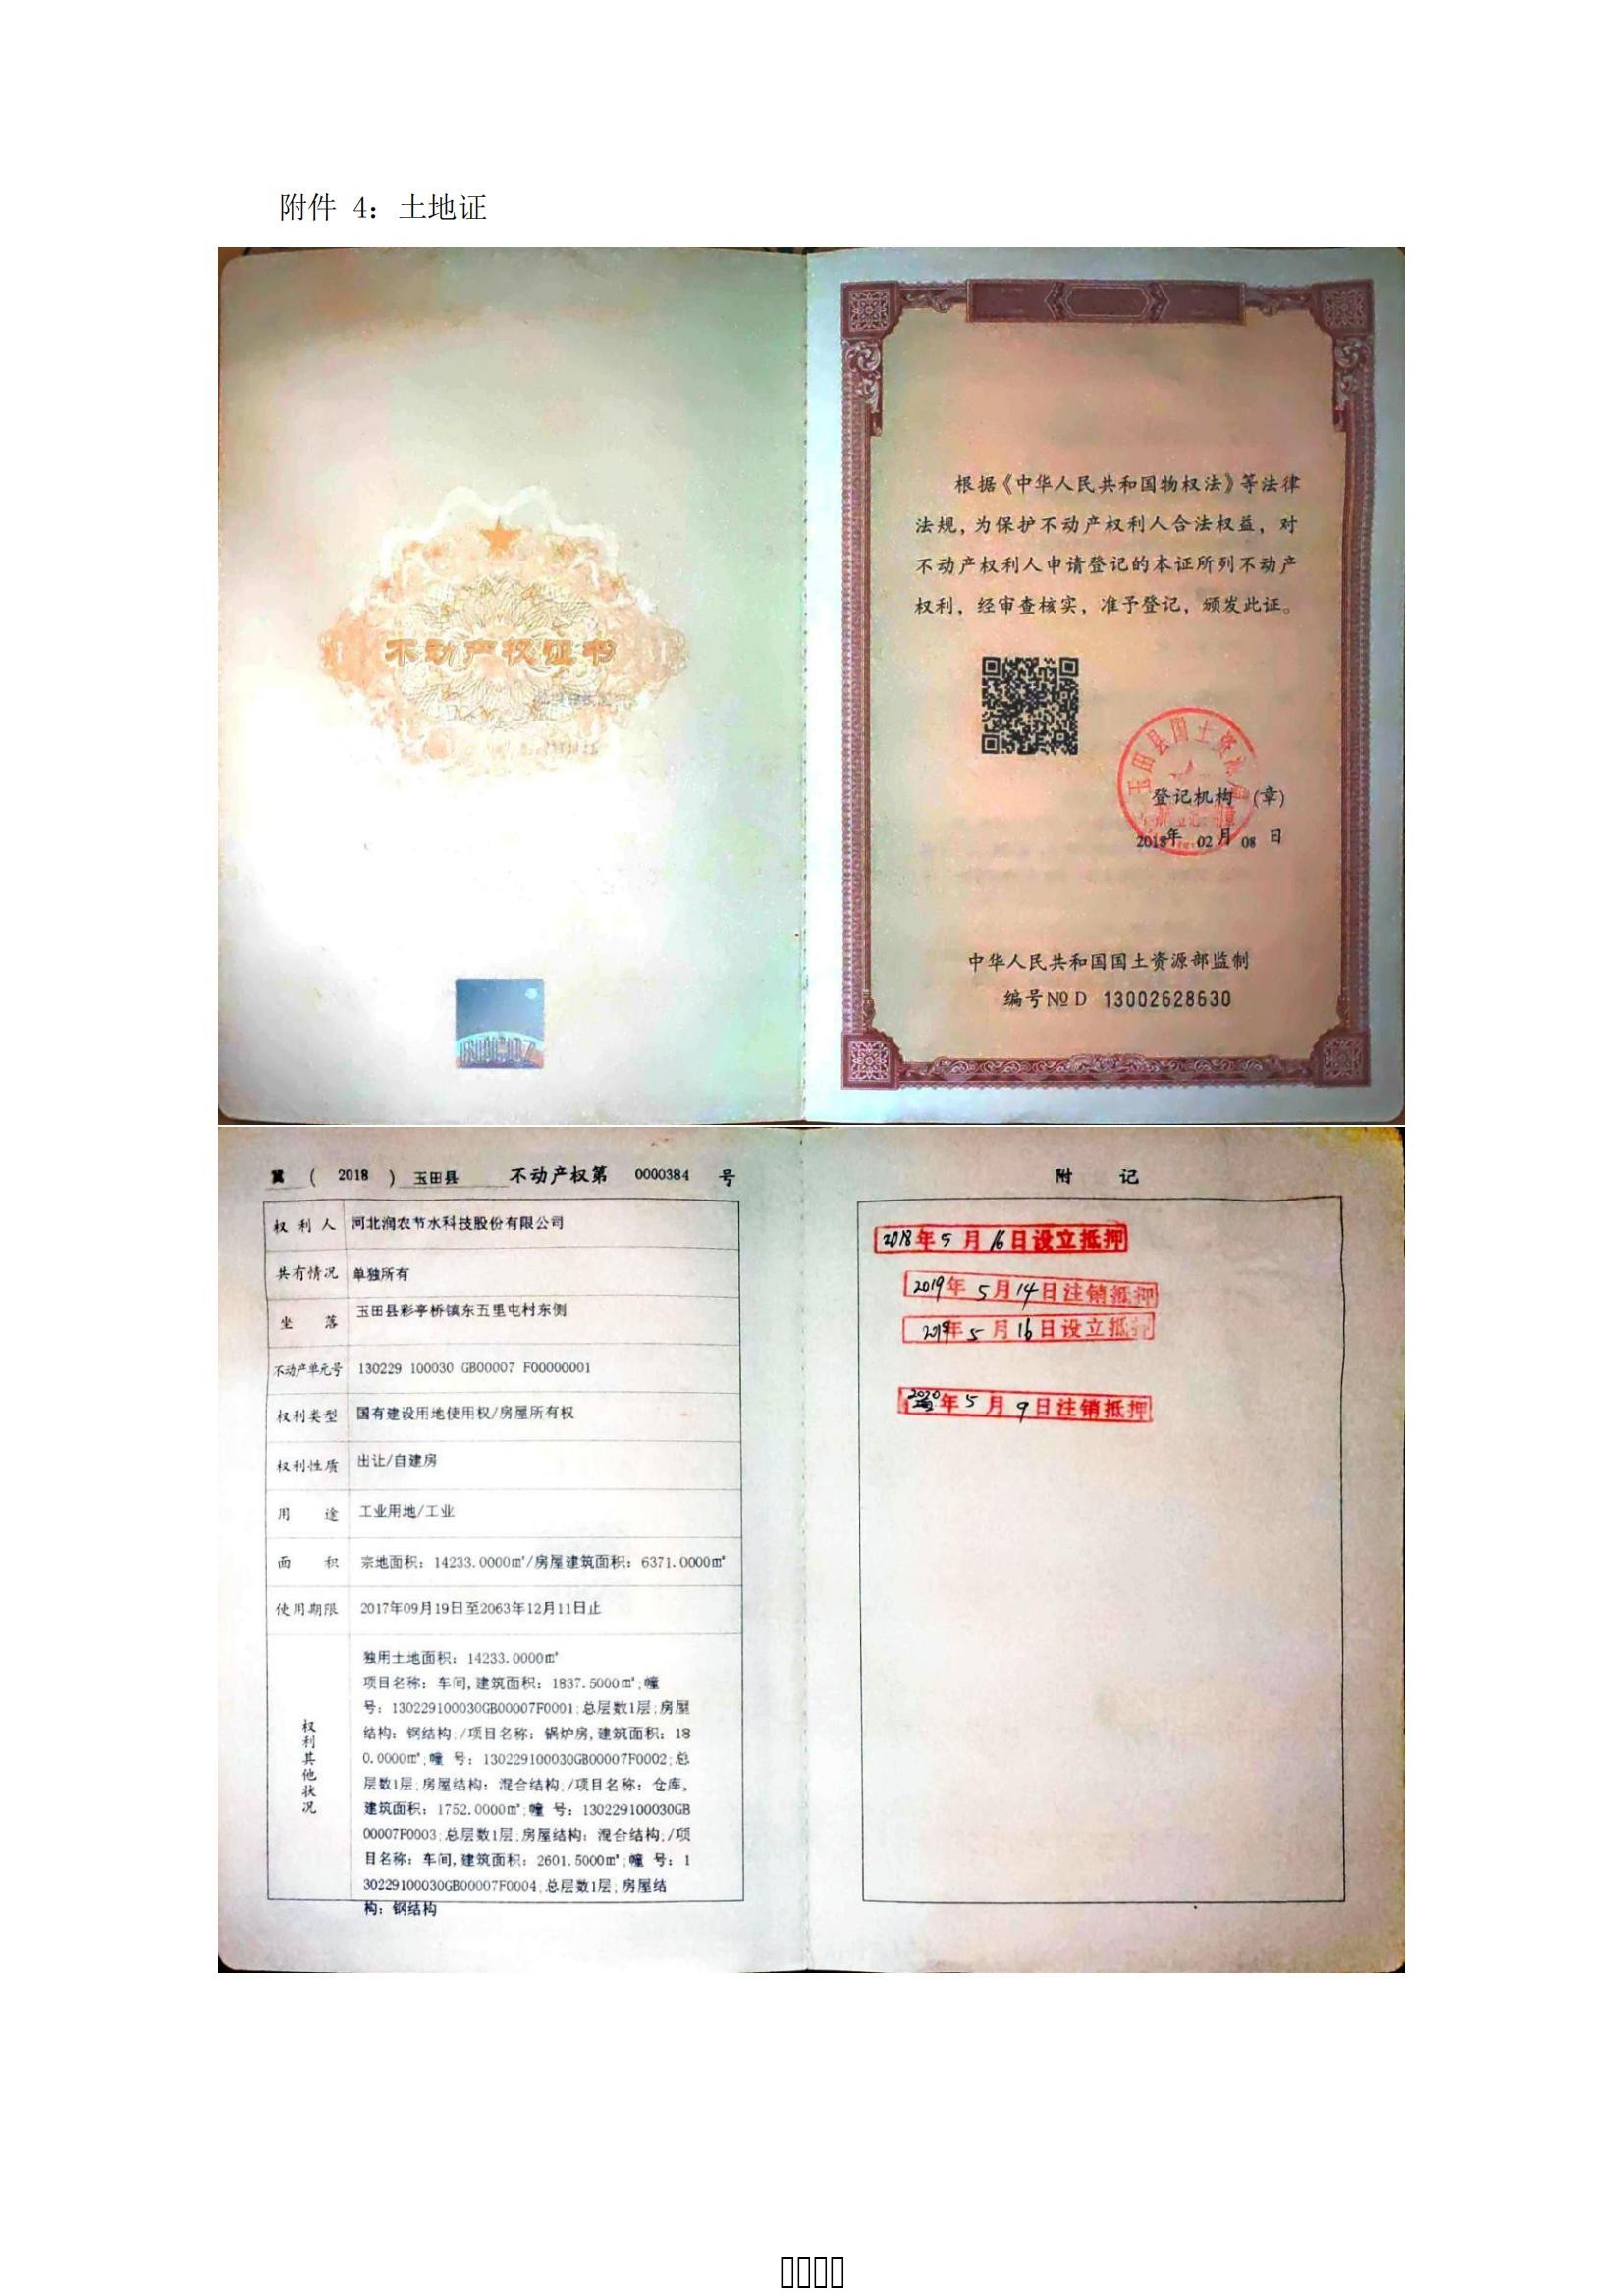 附件 4：土地证
不动产权证书
根据《中华人民共和国物权法》等法律
法规，为保护不动产权利人合法权益，对
不动产权利人申请登记的本证所列不动产
权利，经审查核实，准予登记，颁发此证。
玉田县国土资
登记机构 (章)
2018年 02月 08 日
中华人民共和国国土资源部监制
编号№ D 13002628630
冀 ( 2018 ) 玉田县 不动产权第 0000384 号
权利人 河北润农节水科技股份有限公司
共有情况 单独所有
坐落 玉田县彩亭桥镇东五里屯村东侧
不动产单元号 130229 100030 GB00007 F00000001
权利类型 国有建设用地使用权/房屋所有权
权利性质 出让/自建房
用途 工业用地/工业
面积 宗地面积：14233.0000㎡/房屋建筑面积：6371.0000㎡
使用期限 2017年09月19日至2063年12月11日止
权利其他状况
独用土地面积：14233.0000㎡
项目名称：车间,建筑面积：1837.5000㎡;幢
号：130229100030GB00007F0001;总层数1层;房屋
结构：钢结构;/项目名称：锅炉房,建筑面积：18
0.0000㎡;幢 号：130229100030GB00007F0002;总
层数1层;房屋结构：混合结构;/项目名称：仓库,
建筑面积：1752.0000㎡;幢 号：130229100030GB
00007F0003;总层数1层;房屋结构：混合结构;/项
目名称：车间,建筑面积：2601.5000㎡;幢 号：1
30229100030GB00007F0004;总层数1层;房屋结
构：钢结构
附 记
2018年5月16日设立抵押
2019年5月14日注销抵押
2019年5月16日设立抵押
2020年5月9日注销抵押